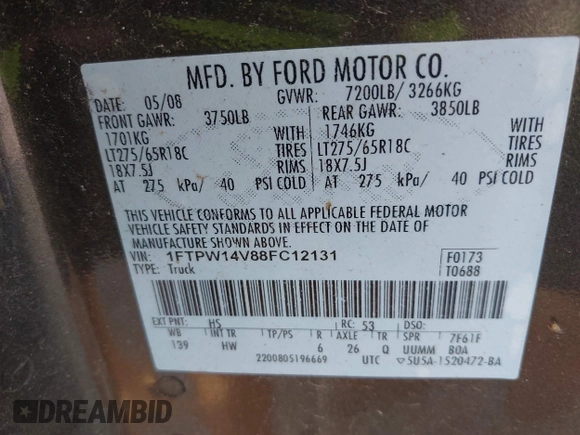 MFD. BY FORD MOTOR CO.
DATE: 05/08 GVWR: 7200LB/ 3266KG
FRONT GAWR: 3750LB REAR GAWR: 3850LB
1701KG WITH 1746KG WITH
LT275/65R18C TIRES LT275/65R18C TIRES
18X7.5J RIMS 18X7.5J RIMS
AT 275 kPa/ 40 PSI COLD AT 275 kPa/ 40 PSI COLD
THIS VEHICLE CONFORMS TO ALL APPLICABLE FEDERAL MOTOR
VEHICLE SAFETY STANDARDS IN EFFECT ON THE DATE OF
MANUFACTURE SHOWN ABOVE.
VIN: 1FTPW14V88FC12131 F0173
TYPE: Truck T0688
EXT PNT: HS RC: 53 DSO:
WB INT TR TP/PS R AXLE TR SPR 7F61F
139 HW 6 26 Q UUMM BOA
2200805196669 UTC ▽5U5A-1520472-BA
DREAMBID